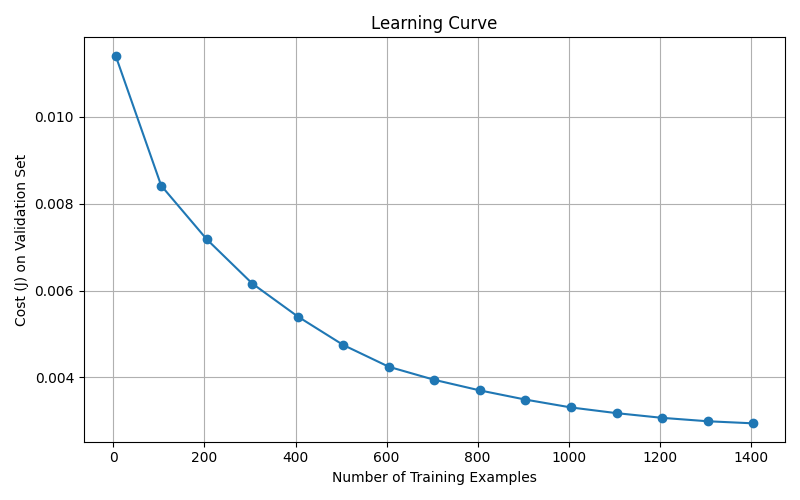 Learning Curve
0.010
0.008
0.006
0.004
Cost (J) on Validation Set
0 200 400 600 800 1000 1200 1400
Number of Training Examples